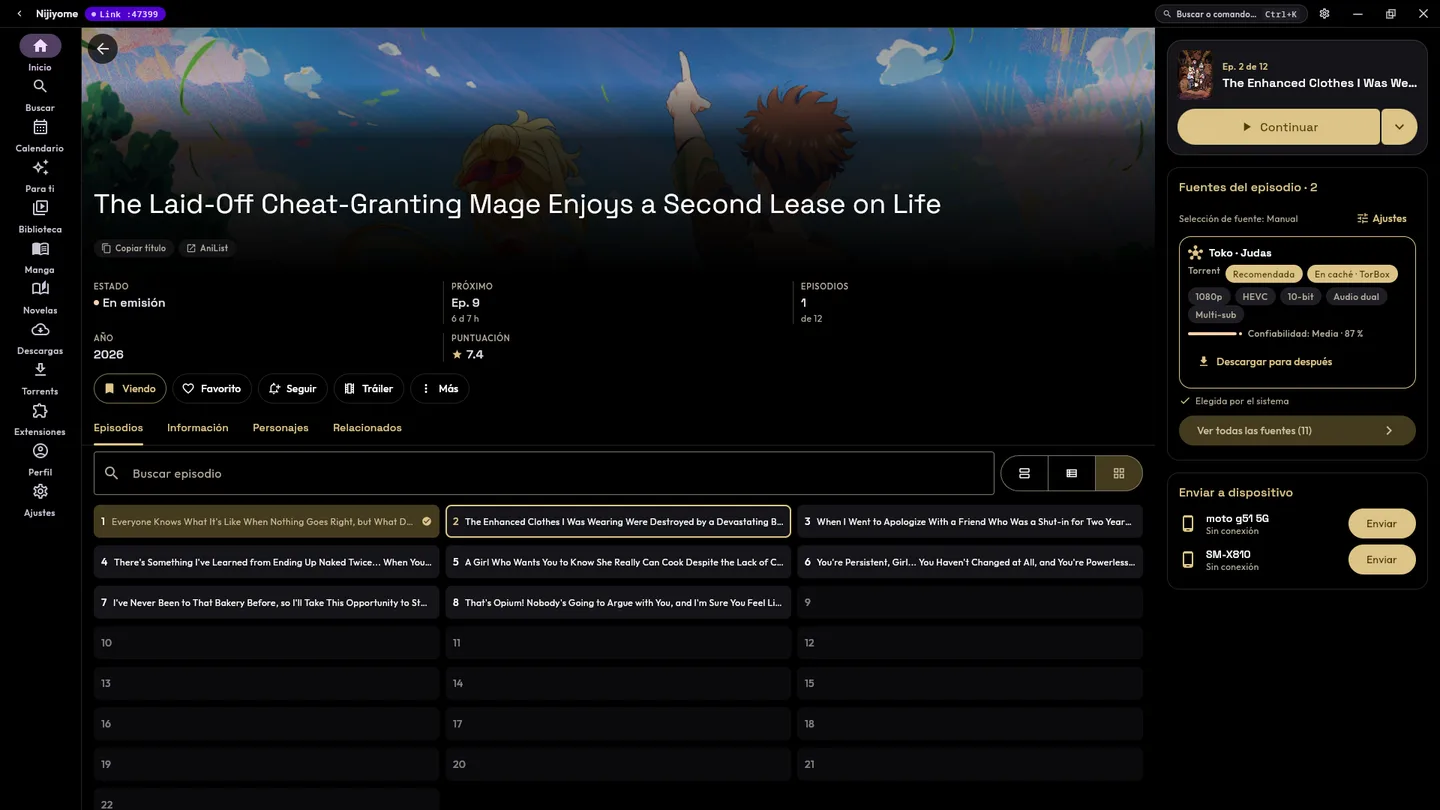 Nijiyome
Link :47399
Buscar o comando... Ctrl+K
Inicio
Buscar
Calendario
Para ti
Biblioteca
Manga
Novelas
Descargas
Torrents
Extensiones
Perfil
Ajustes
The Laid-Off Cheat-Granting Mage Enjoys a Second Lease on Life
Copiar título
AniList
ESTADO
En emisión
PRÓXIMO
Ep. 9
6 d 7 h
EPISODIOS
1
de 12
AÑO
2026
PUNTUACIÓN
7.4
Viendo
Favorito
Seguir
Tráiler
Más
Episodios
Información
Personajes
Relacionados
Buscar episodio
1 Everyone Knows What It's Like When Nothing Goes Right, but What D...
2 The Enhanced Clothes I Was Wearing Were Destroyed by a Devastating B...
3 When I Went to Apologize With a Friend Who Was a Shut-in for Two Year...
4 There's Something I've Learned from Ending Up Naked Twice... When You...
5 A Girl Who Wants You to Know She Really Can Cook Despite the Lack of C...
6 You're Persistent, Girl... You Haven't Changed at All, and You're Powerless...
7 I've Never Been to That Bakery Before, so I'll Take This Opportunity to St...
8 That's Opium! Nobody's Going to Argue with You, and I'm Sure You Feel Li...
9
10
11
12
13
14
15
16
17
18
19
20
21
22
Ep. 2 de 12
The Enhanced Clothes I Was We...
Continuar
Fuentes del episodio · 2
Selección de fuente: Manual
Ajustes
Toko · Judas
Torrent
Recomendada
En caché · TorBox
1080p
HEVC
10-bit
Audio dual
Multi-sub
Confiabilidad: Media · 87 %
Descargar para después
Elegida por el sistema
Ver todas las fuentes (11)
Enviar a dispositivo
moto g51 5G
Sin conexión
Enviar
SM-X810
Sin conexión
Enviar